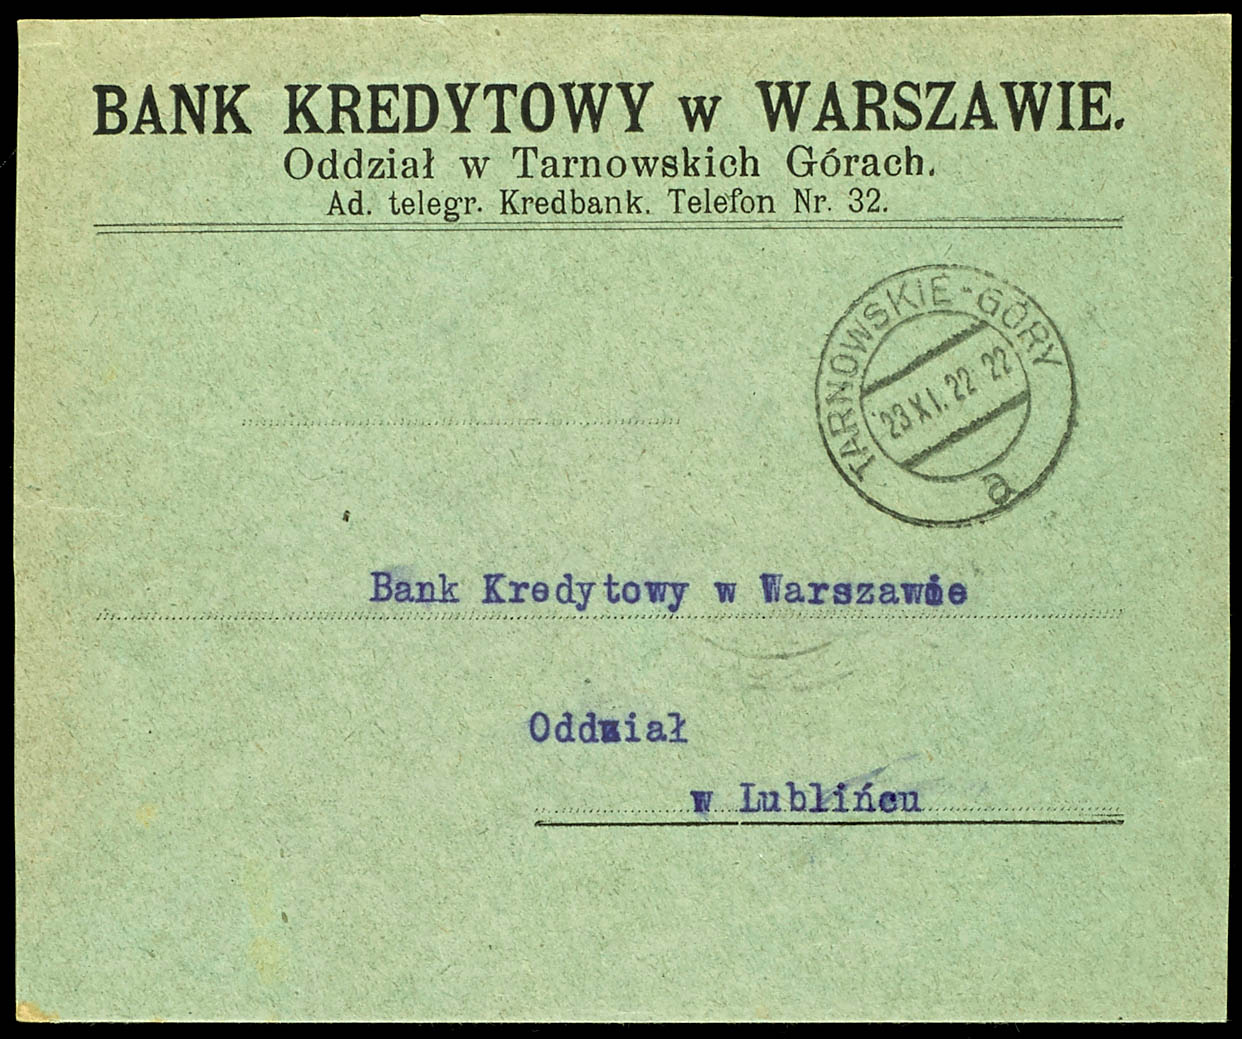 BANK KREDYTOWY w WARSZAWIE.
Oddział w Tarnowskich Górach.
Ad. telegr. Kredbank. Telefon Nr. 32.
TARNOWSKIE-GÓRY
23 XI. 22 22
a
Bank Kredytowy w Warszawie
Oddział
w Lublińcu